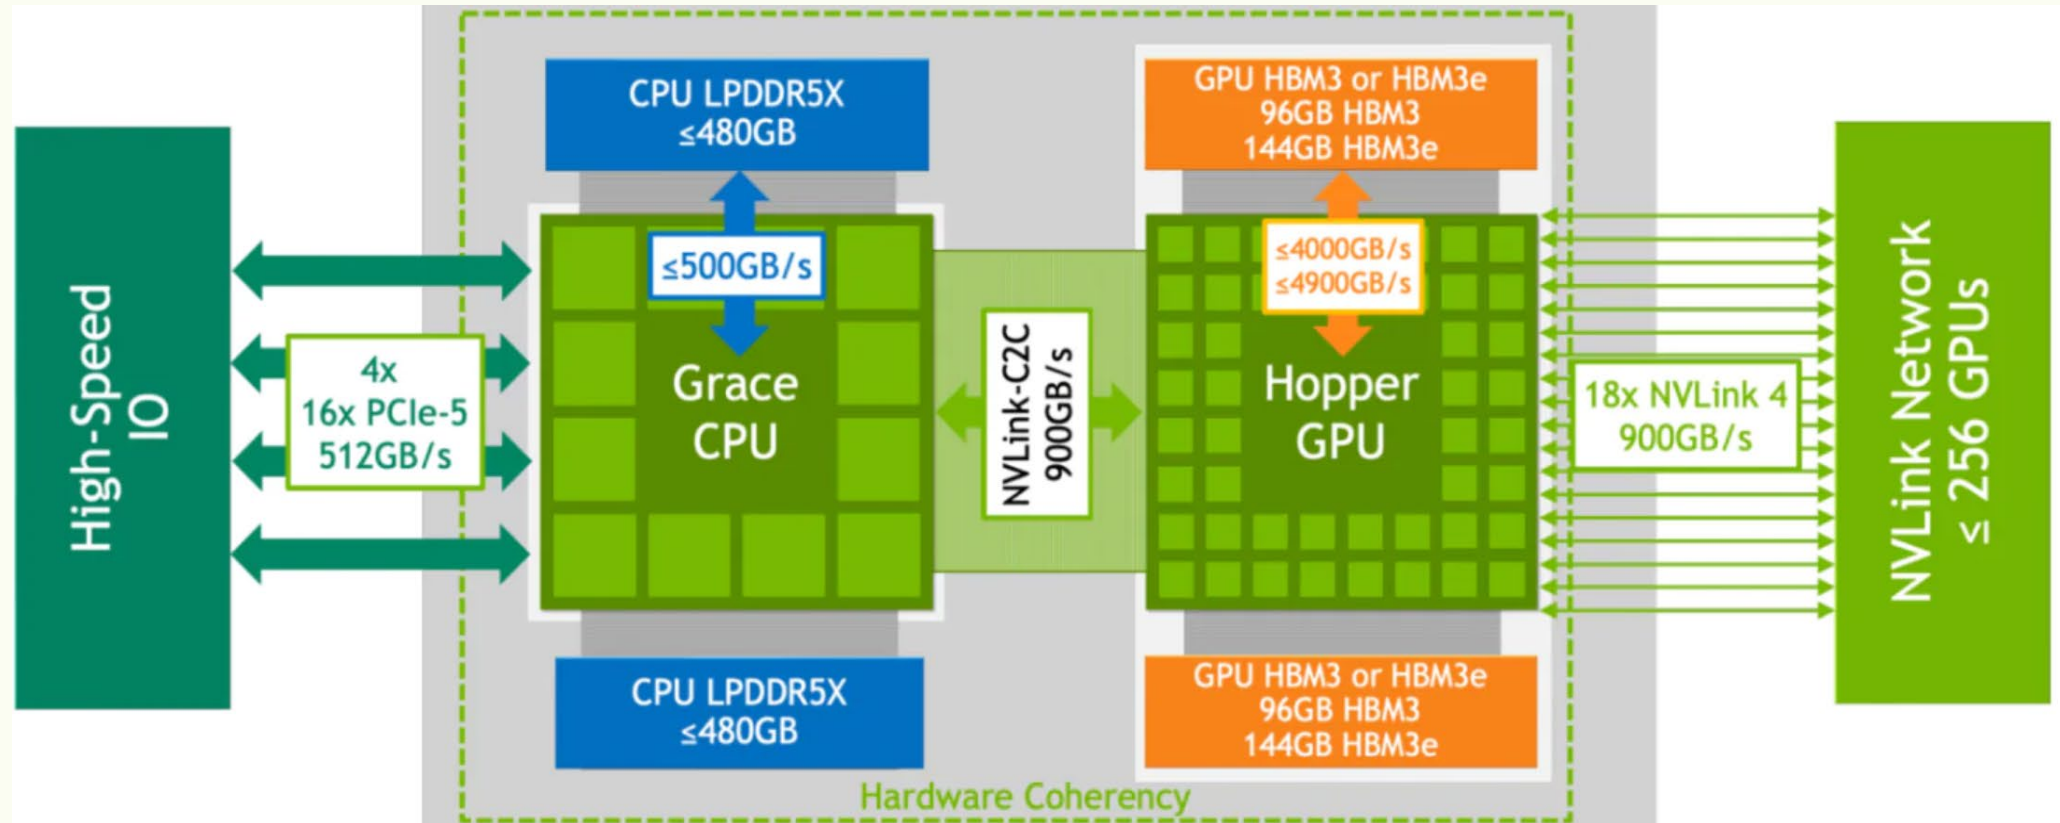 High-Speed
IO
4x
16x PCIe-5
512GB/s
CPU LPDDR5X
≤480GB
≤500GB/s
Grace
CPU
CPU LPDDR5X
≤480GB
NVLink-C2C
900GB/s
GPU HBM3 or HBM3e
96GB HBM3
144GB HBM3e
≤4000GB/s
≤4900GB/s
Hopper
GPU
GPU HBM3 or HBM3e
96GB HBM3
144GB HBM3e
18x NVLink 4
900GB/s
NVLink Network
≤ 256 GPUs
Hardware Coherency